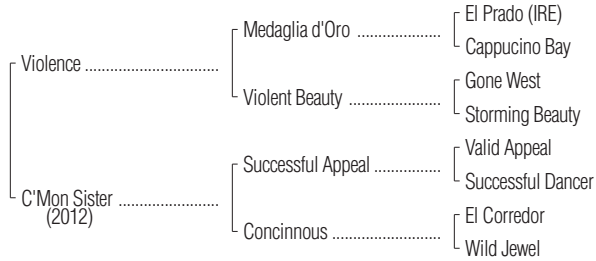 El Prado (IRE)
Medaglia d'Oro ....................
Cappucino Bay
Violence ................................
Gone West
Violent Beauty ......................
Storming Beauty
Valid Appeal
Successful Appeal ................
Successful Dancer
C'Mon Sister ........................
(2012)
El Corredor
Concinnous ..........................
Wild Jewel